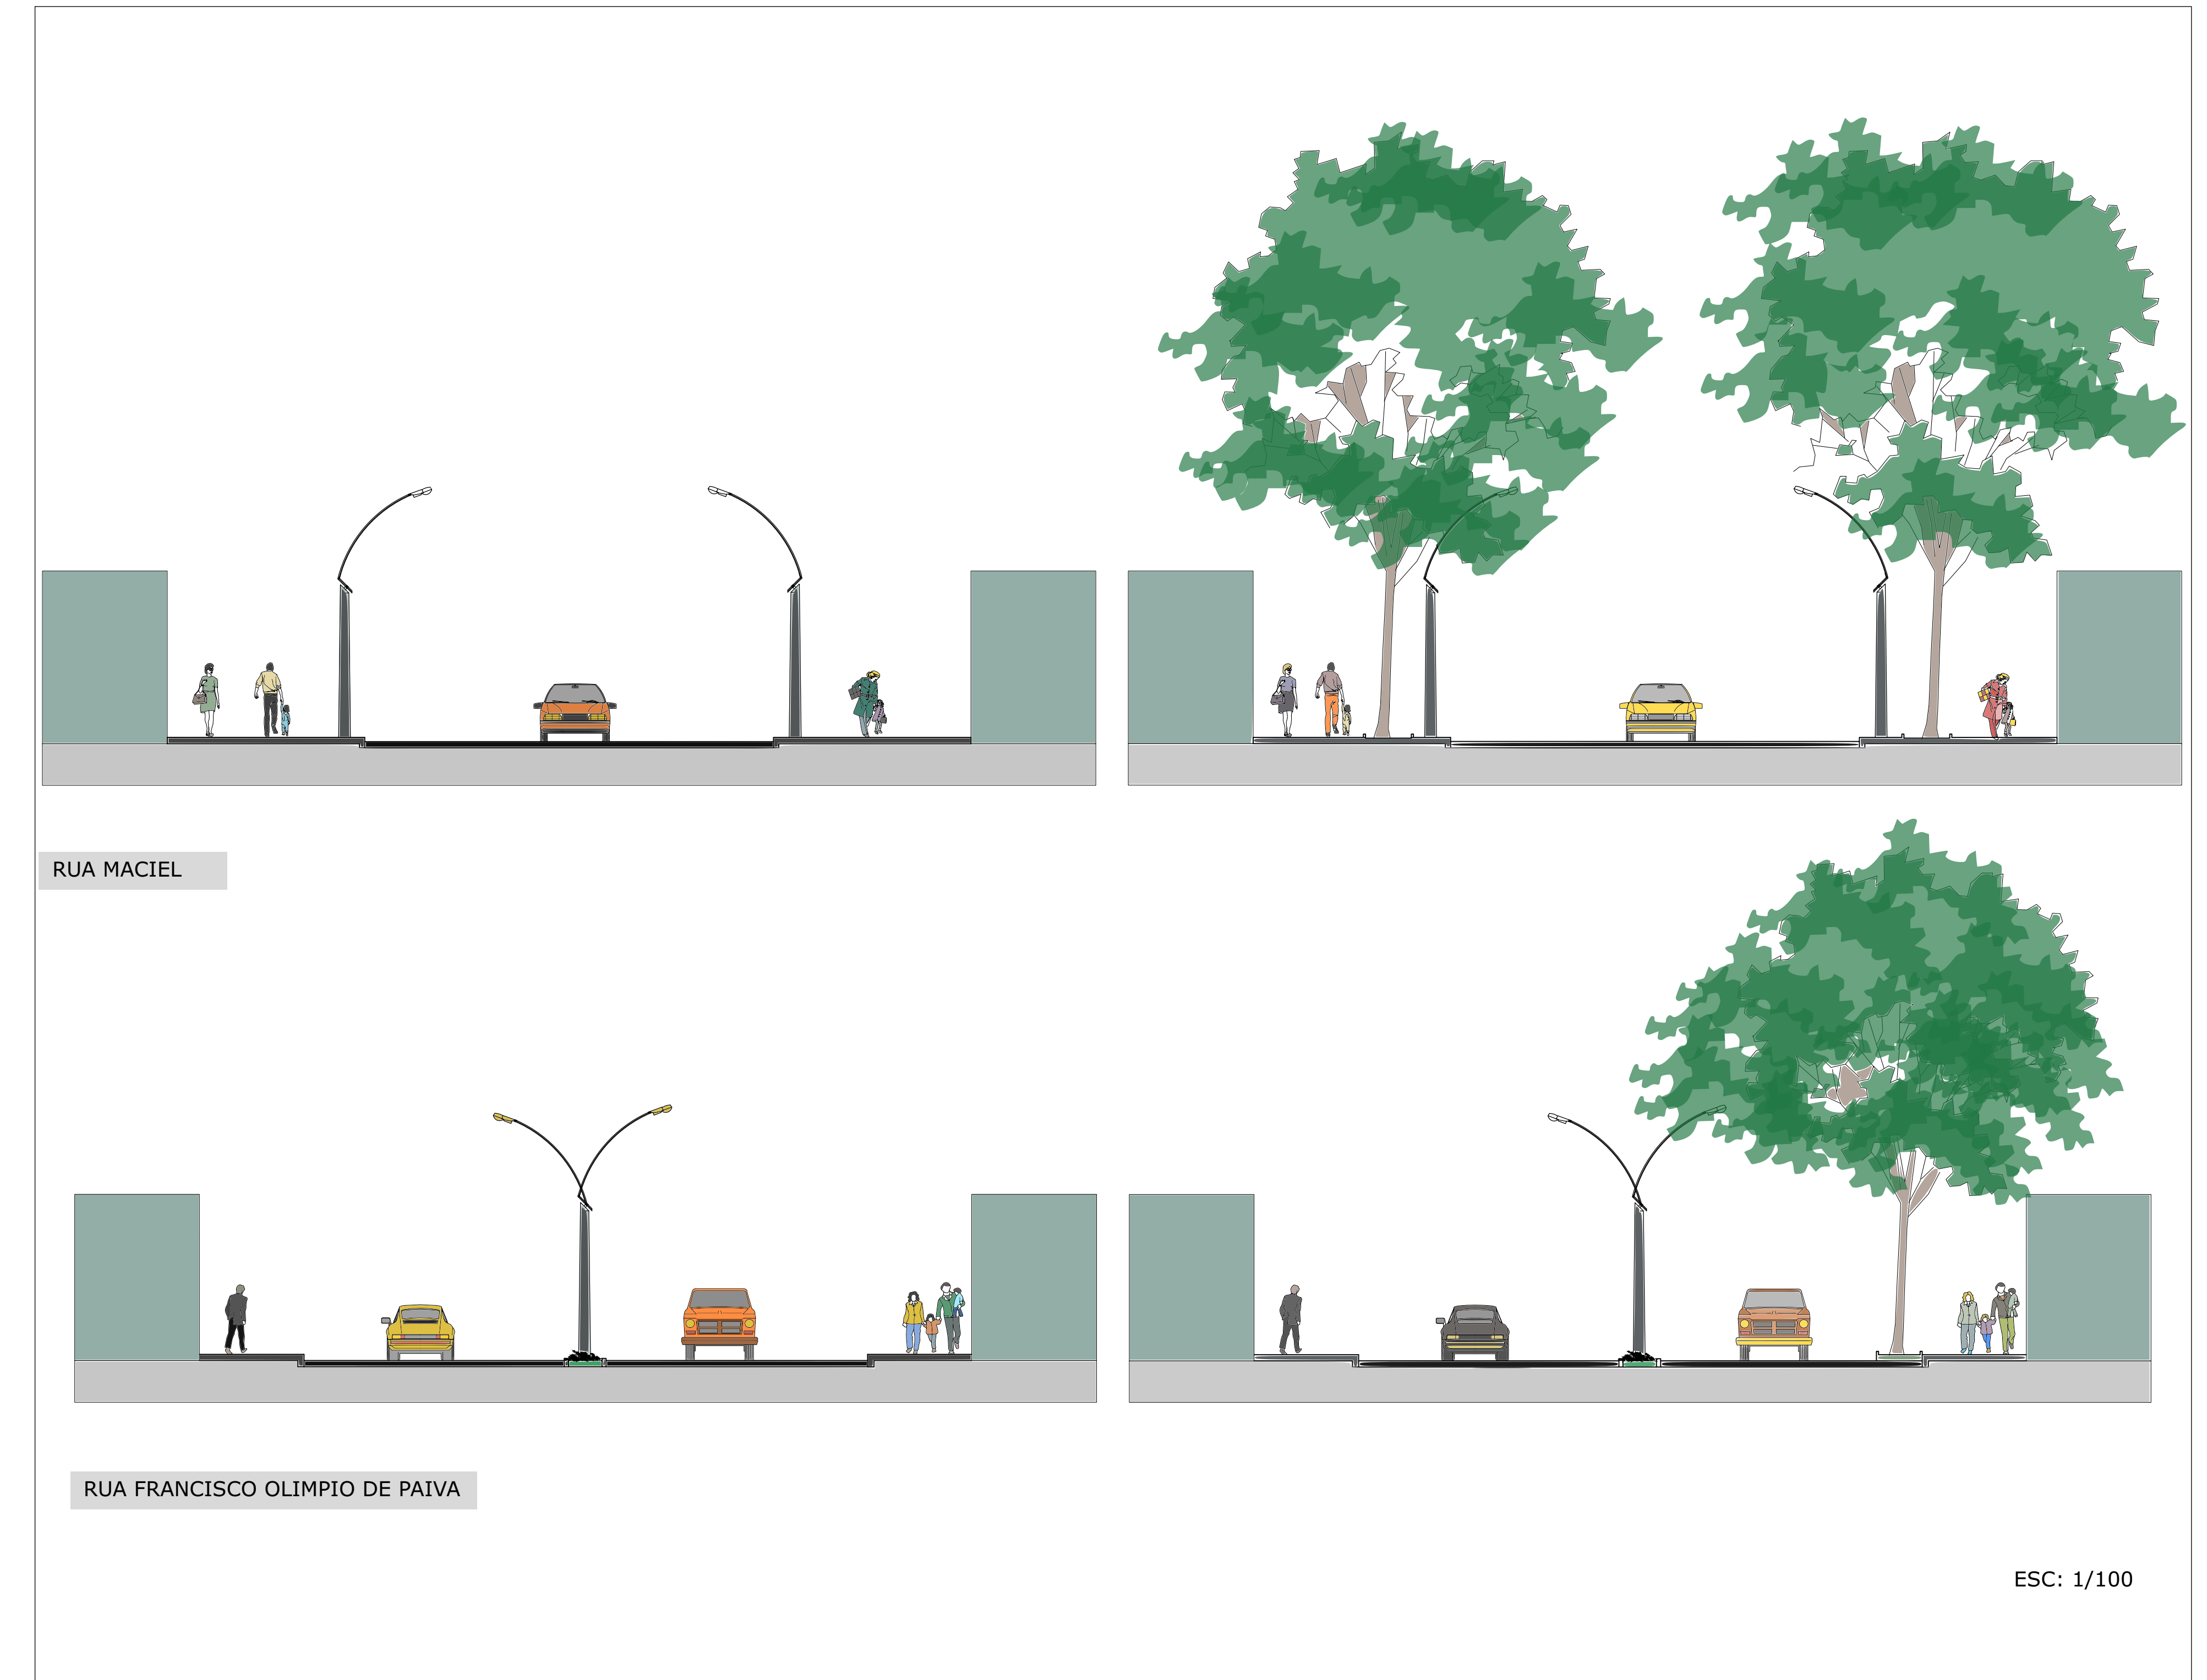 RUA MACIEL
RUA FRANCISCO OLIMPIO DE PAIVA
ESC: 1/100